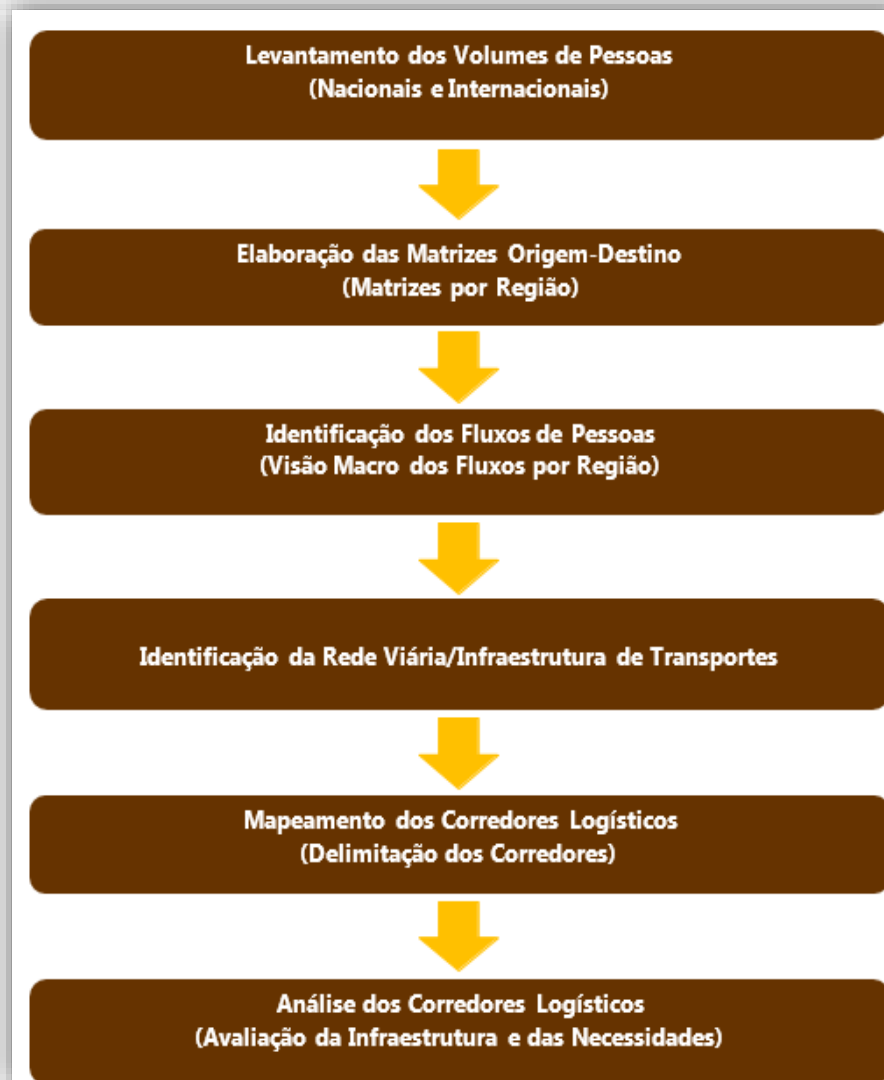 Levantamento dos Volumes de Pessoas
(Nacionais e Internacionais)
Elaboração das Matrizes Origem-Destino
(Matrizes por Região)
Identificação dos Fluxos de Pessoas
(Visão Macro dos Fluxos por Região)
Identificação da Rede Viária/Infraestrutura de Transportes
Mapeamento dos Corredores Logísticos
(Delimitação dos Corredores)
Análise dos Corredores Logísticos
(Avaliação da Infraestrutura e das Necessidades)